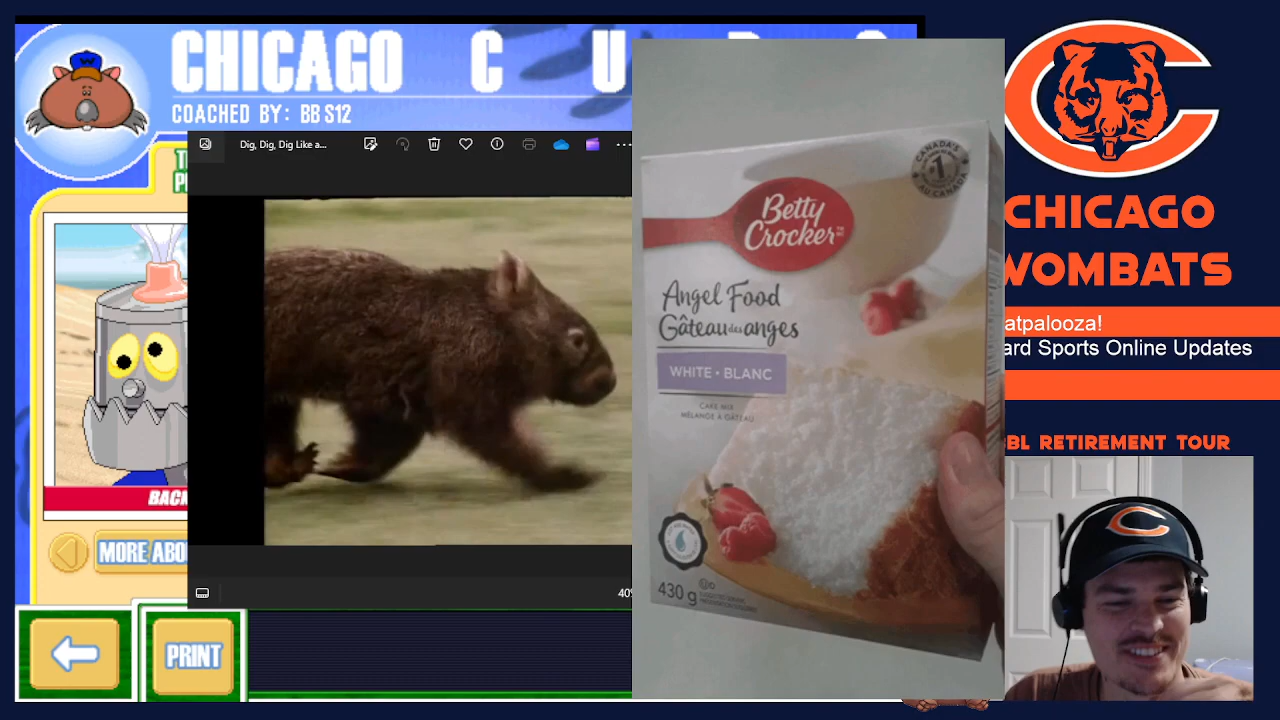 CHICAGO C U
COACHED BY: BB S12
W
Dig, Dig, Dig Like a...
BACK
MORE ABO
PRINT
40%
CANADA'S
#1
AU CANADA
Betty
Crocker
Angel Food
Gâteau des anges
WHITE • BLANC
CAKE MIX
MÉLANGE À GÂTEAU
430 g
CHICAGO
WOMBATS
atpalooza!
ard Sports Online Updates
BL RETIREMENT TOUR